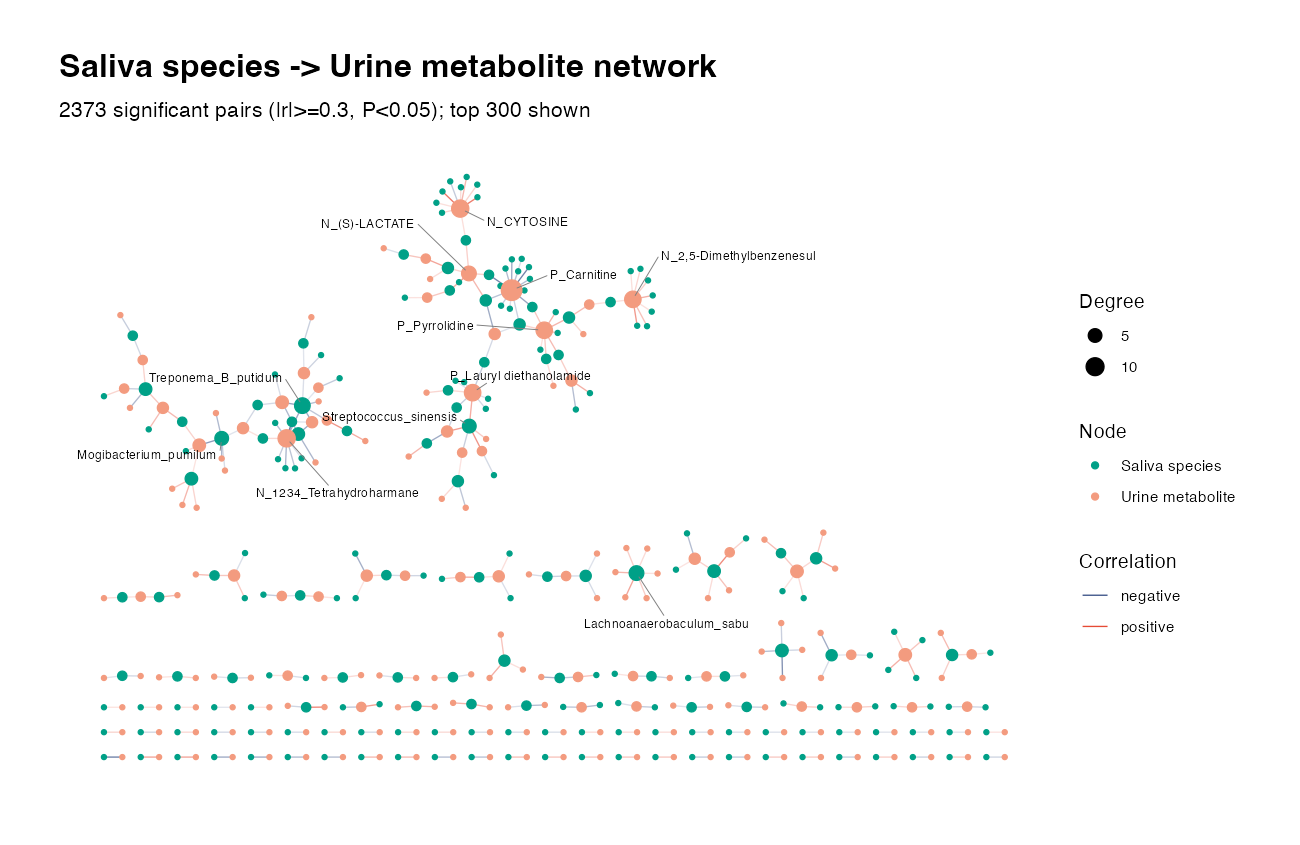 Saliva species -> Urine metabolite network
2373 significant pairs (|r|>=0.3, P<0.05); top 300 shown
N_(S)-LACTATE
N_CYTOSINE
N_2,5-Dimethylbenzenesul
P_Carnitine
P_Pyrrolidine
Treponema_B_putidum
P_Lauryl diethanolamide
Streptococcus_sinensis
Mogibacterium_pumilum
N_1234_Tetrahydroharmane
Lachnoanaerobaculum_sabu
Degree
5
10
Node
Saliva species
Urine metabolite
Correlation
negative
positive